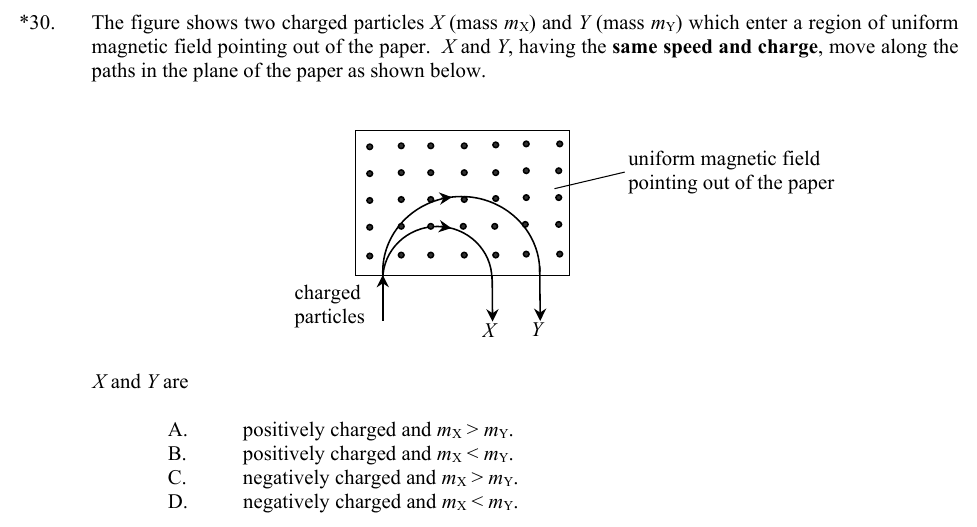 *30. The figure shows two charged particles X (mass mX) and Y (mass mY) which enter a region of uniform
magnetic field pointing out of the paper. X and Y, having the same speed and charge, move along the
paths in the plane of the paper as shown below.
uniform magnetic field
pointing out of the paper
charged
particles
X Y
X and Y are
A. positively charged and mX > mY.
B. positively charged and mX < mY.
C. negatively charged and mX > mY.
D. negatively charged and mX < mY.